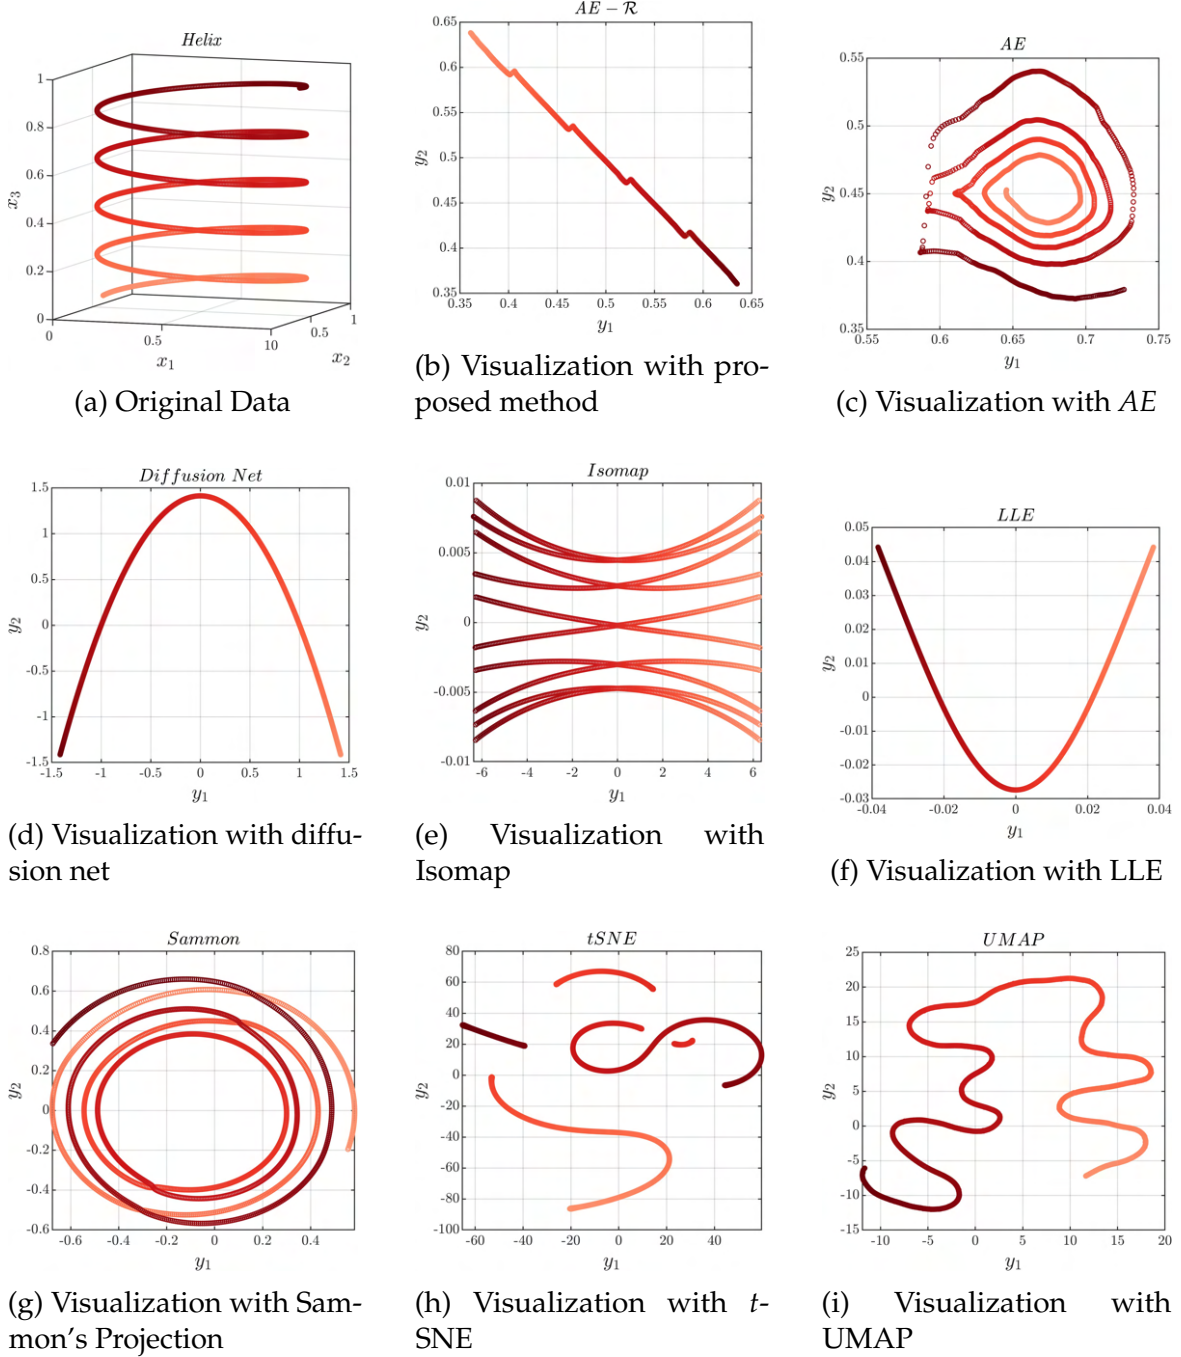 Helix
1
0.8
0.6
0.4
0.2
0
x3
0
0.5
10
0.5
1
x1
x2
(a) Original Data
AE − R
0.65
0.6
0.55
0.5
0.45
0.4
0.35
y2
0.35 0.4 0.45 0.5 0.55 0.6 0.65
y1
(b) Visualization with pro-
posed method
AE
0.55
0.5
0.45
0.4
0.35
y2
0.55 0.6 0.65 0.7 0.75
y1
(c) Visualization with AE
Diffusion Net
1.5
1
0.5
0
-0.5
-1
-1.5
y2
-1.5 -1 -0.5 0 0.5 1 1.5
y1
(d) Visualization with diffu-
sion net
Isomap
0.01
0.005
0
-0.005
-0.01
y2
-6 -4 -2 0 2 4 6
y1
(e) Visualization with
Isomap
LLE
0.05
0.04
0.03
0.02
0.01
0
-0.01
-0.02
-0.03
y2
-0.04 -0.02 0 0.02 0.04
y1
(f) Visualization with LLE
Sammon
0.8
0.6
0.4
0.2
0
-0.2
-0.4
-0.6
y2
-0.6 -0.4 -0.2 0 0.2 0.4
y1
(g) Visualization with Sam-
mon's Projection
tSNE
80
60
40
20
0
-20
-40
-60
-80
-100
y2
-60 -40 -20 0 20 40
y1
(h) Visualization with t-
SNE
UMAP
25
20
15
10
5
0
-5
-10
-15
y2
-10 -5 0 5 10 15 20
y1
(i) Visualization with
UMAP